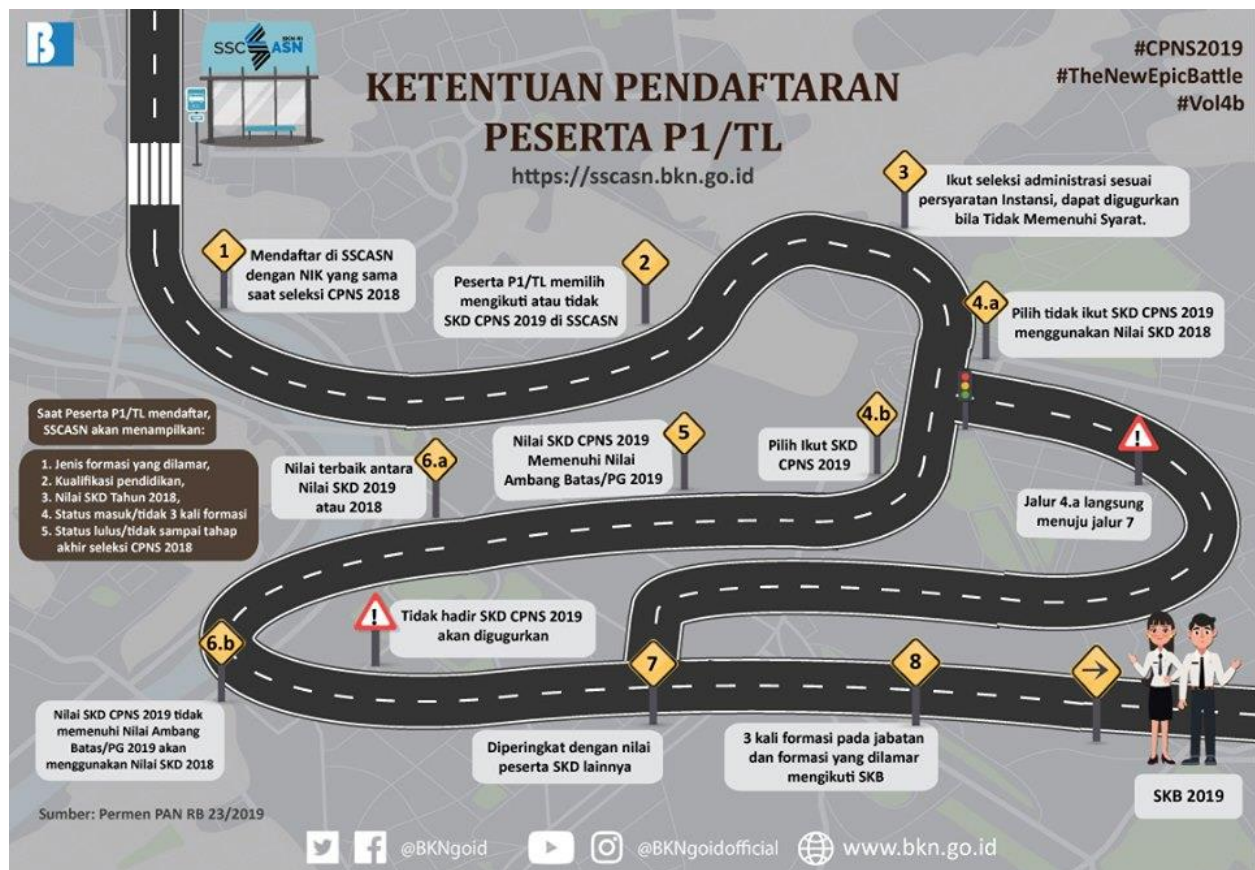 B
BKN RI
SSC ASN
#CPNS2019
#TheNewEpicBattle
#Vol4b
KETENTUAN PENDAFTARAN
PESERTA P1/TL
https://sscasn.bkn.go.id
1
Mendaftar di SSCASN
dengan NIK yang sama
saat seleksi CPNS 2018
2
Peserta P1/TL memilih
mengikuti atau tidak
SKD CPNS 2019 di SSCASN
3
Ikut seleksi administrasi sesuai
persyaratan Instansi, dapat digugurkan
bila Tidak Memenuhi Syarat.
4.a
Pilih tidak ikut SKD CPNS 2019
menggunakan Nilai SKD 2018
!
Jalur 4.a langsung
menuju jalur 7
4.b
Pilih Ikut SKD
CPNS 2019
5
Nilai SKD CPNS 2019
Memenuhi Nilai
Ambang Batas/PG 2019
6.a
Nilai terbaik antara
Nilai SKD 2019
atau 2018
Saat Peserta P1/TL mendaftar,
SSCASN akan menampilkan:
1. Jenis formasi yang dilamar,
2. Kualifikasi pendidikan,
3. Nilai SKD Tahun 2018,
4. Status masuk/tidak 3 kali formasi
5. Status lulus/tidak sampai tahap
akhir seleksi CPNS 2018
6.b
Nilai SKD CPNS 2019 tidak
memenuhi Nilai Ambang
Batas/PG 2019 akan
menggunakan Nilai SKD 2018
!
Tidak hadir SKD CPNS 2019
akan digugurkan
7
Diperingkat dengan nilai
peserta SKD lainnya
8
3 kali formasi pada jabatan
dan formasi yang dilamar
mengikuti SKB
SKB 2019
Sumber: Permen PAN RB 23/2019
@BKNgoid
@BKNgoidofficial
www.bkn.go.id